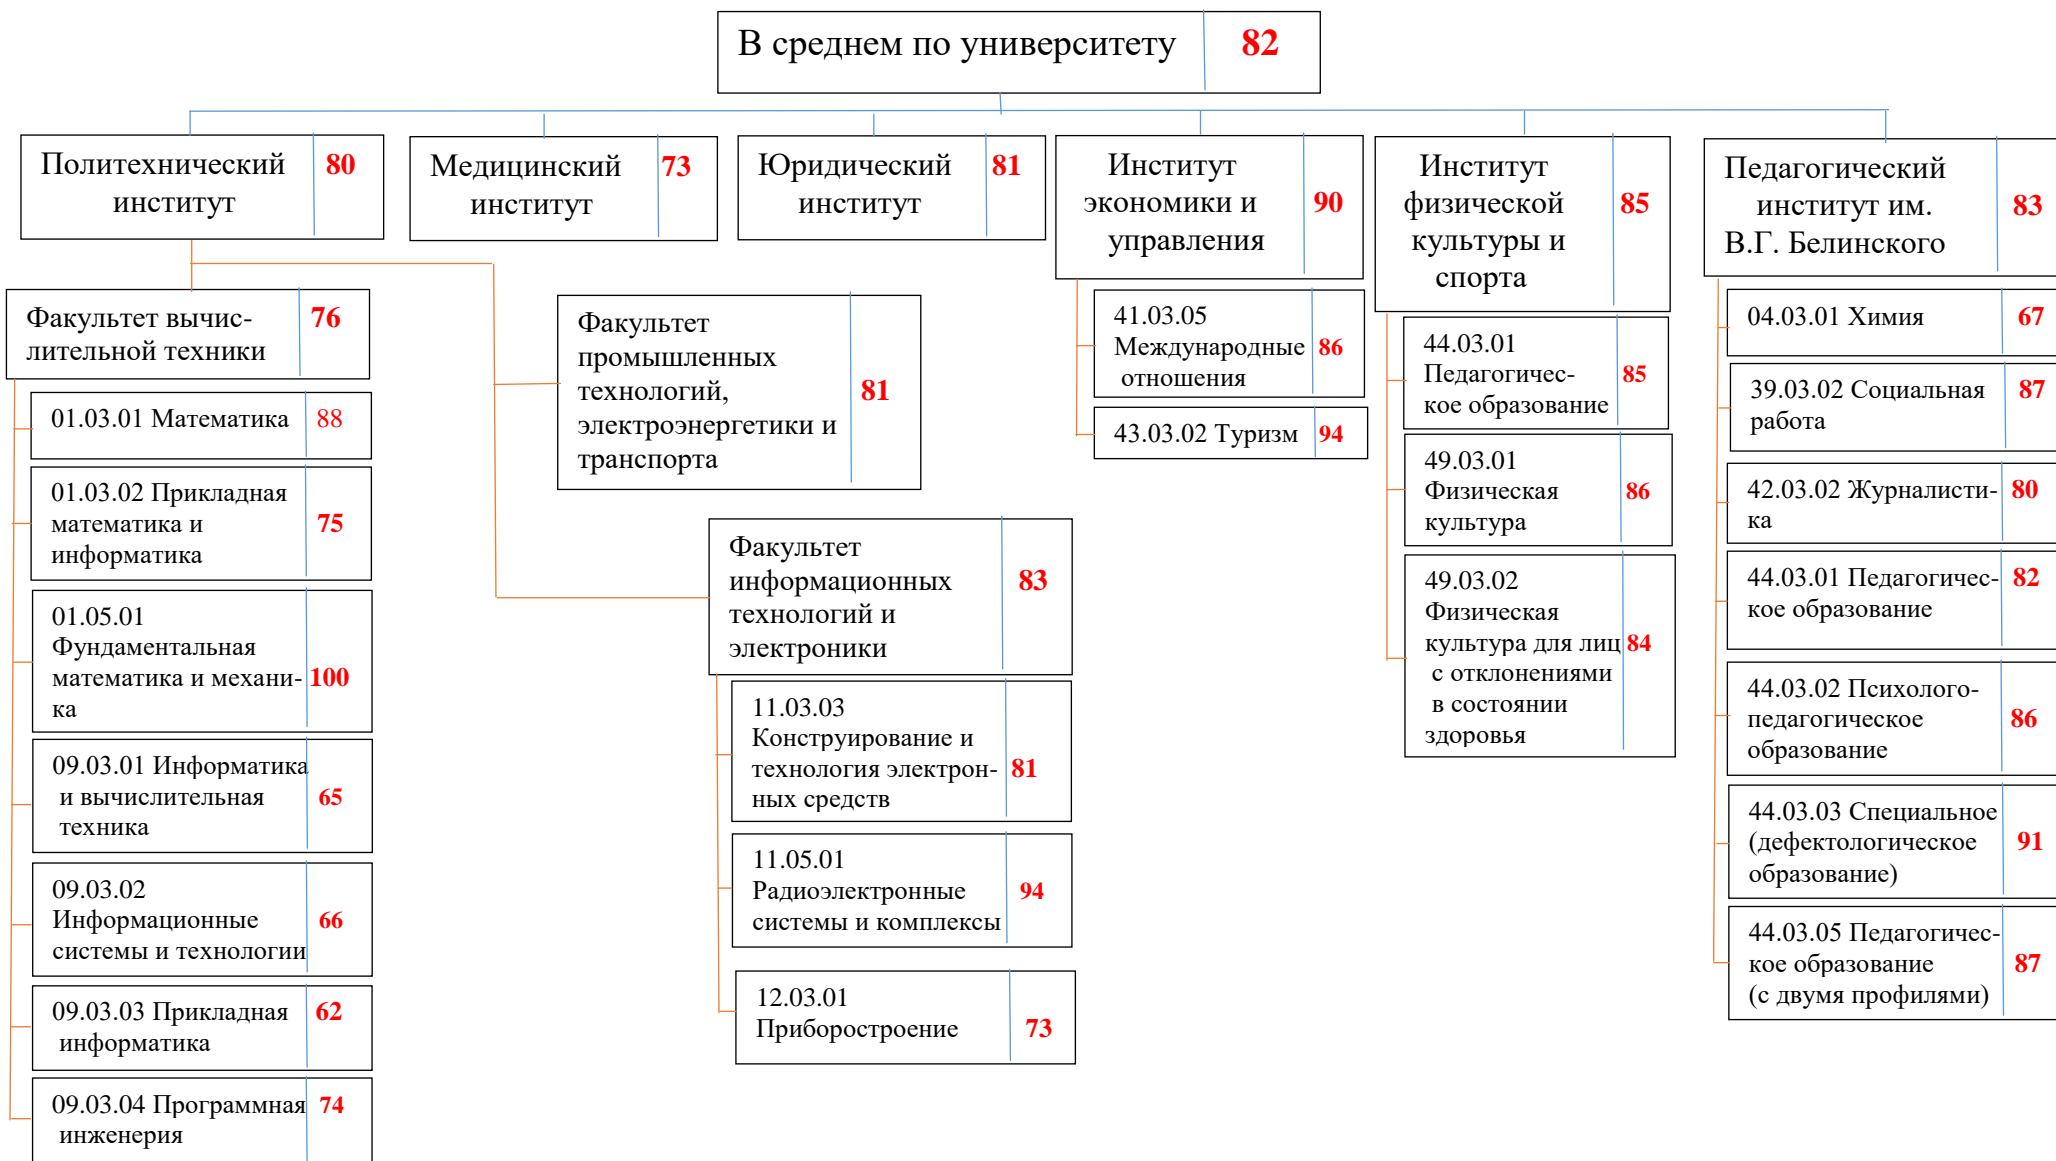 В среднем по университету 82
Политехнический 80
институт
Медицинский 73
институт
Юридический 81
институт
Институт
экономики и 90
управления
Институт
физической 85
культуры и
спорта
Педагогический
институт им. 83
В.Г. Белинского
Факультет вычис- 76
лительной техники
01.03.01 Математика 88
01.03.02 Прикладная
математика и 75
информатика
01.05.01
Фундаментальная
математика и механи- 100
ка
09.03.01 Информатика
и вычислительная 65
техника
09.03.02
Информационные 66
системы и технологии
09.03.03 Прикладная 62
информатика
09.03.04 Программная 74
инженерия
Факультет
промышленных
технологий, 81
электроэнергетики и
транспорта
Факультет
информационных 83
технологий и
электроники
11.03.03
Конструирование и
технология электрон- 81
ных средств
11.05.01
Радиоэлектронные 94
системы и комплексы
12.03.01
Приборостроение 73
41.03.05
Международные 86
отношения
43.03.02 Туризм 94
44.03.01
Педагогичес- 85
кое образование
49.03.01
Физическая 86
культура
49.03.02
Физическая
культура для лиц 84
с отклонениями
в состоянии
здоровья
04.03.01 Химия 67
39.03.02 Социальная 87
работа
42.03.02 Журналисти- 80
ка
44.03.01 Педагогичес- 82
кое образование
44.03.02 Психолого-
педагогическое 86
образование
44.03.03 Специальное
(дефектологическое 91
образование)
44.03.05 Педагогичес-
кое образование 87
(с двумя профилями)